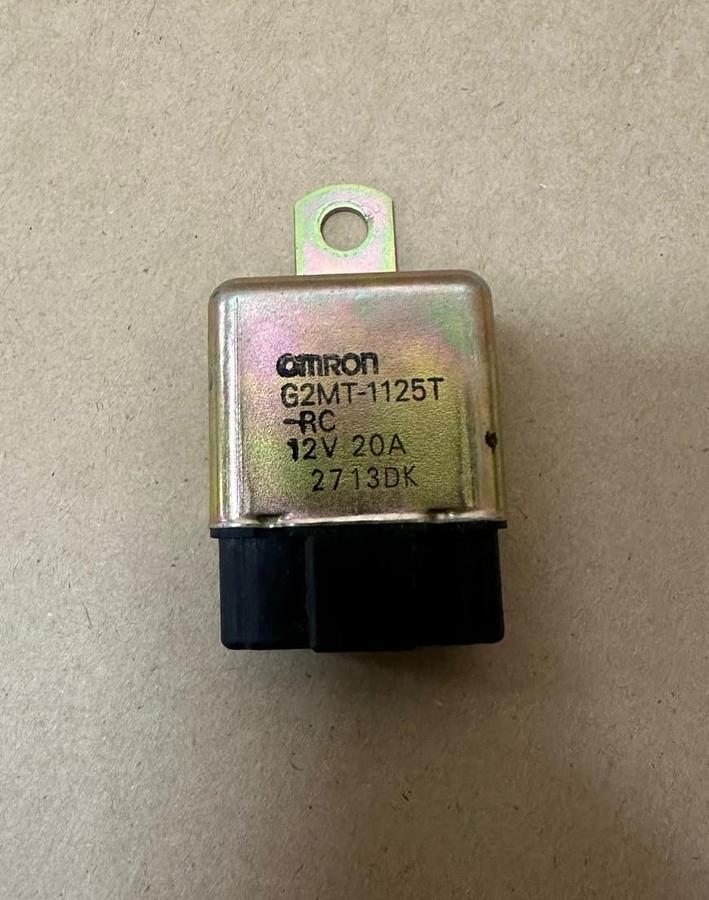 OMRON
G2MT-1125T
-RC
12V 20A
2713DK